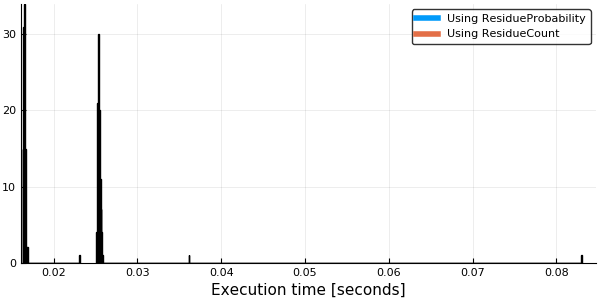 Using ResidueProbability
Using ResidueCount
30
20
10
0
0.02 0.03 0.04 0.05 0.06 0.07 0.08
Execution time [seconds]